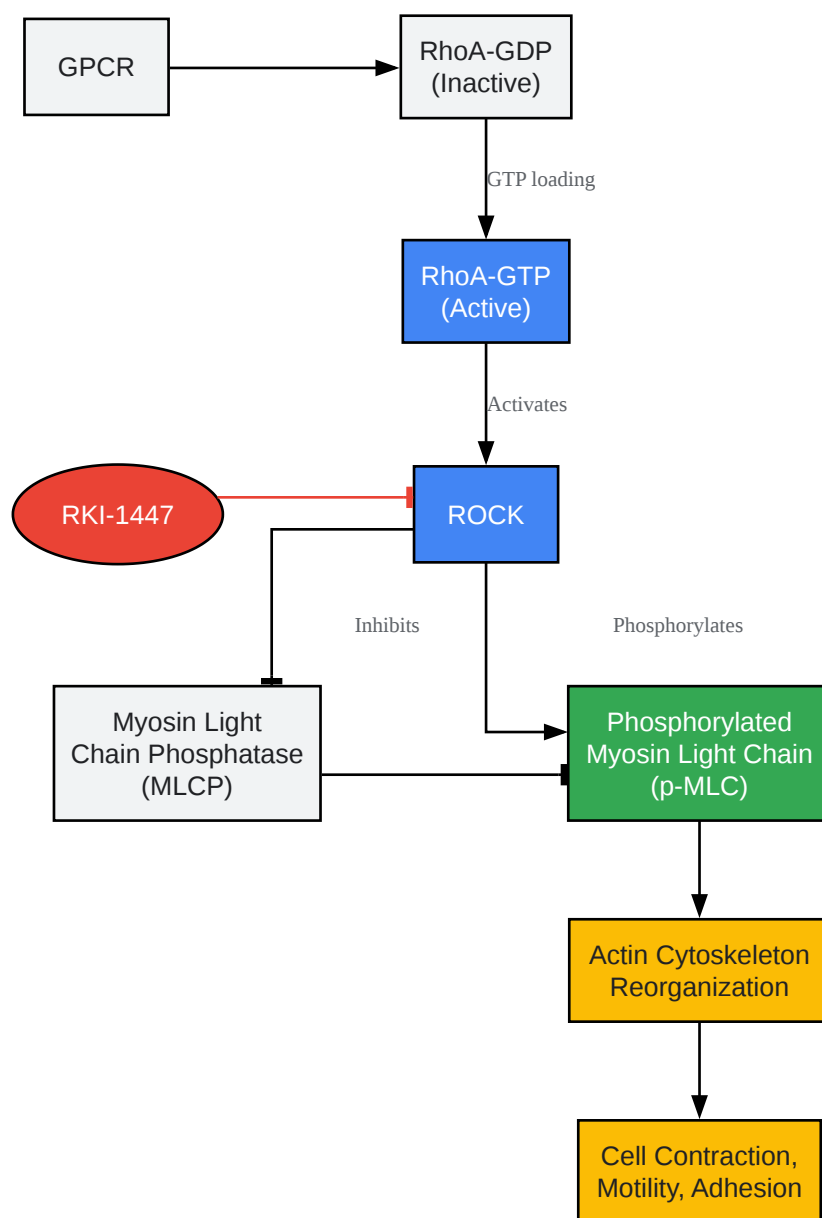 GPCR
RhoA-GDP
(Inactive)
GTP loading
RhoA-GTP
(Active)
Activates
RKI-1447
ROCK
Inhibits
Phosphorylates
Myosin Light
Chain Phosphatase
(MLCP)
Phosphorylated
Myosin Light Chain
(p-MLC)
Actin Cytoskeleton
Reorganization
Cell Contraction,
Motility, Adhesion